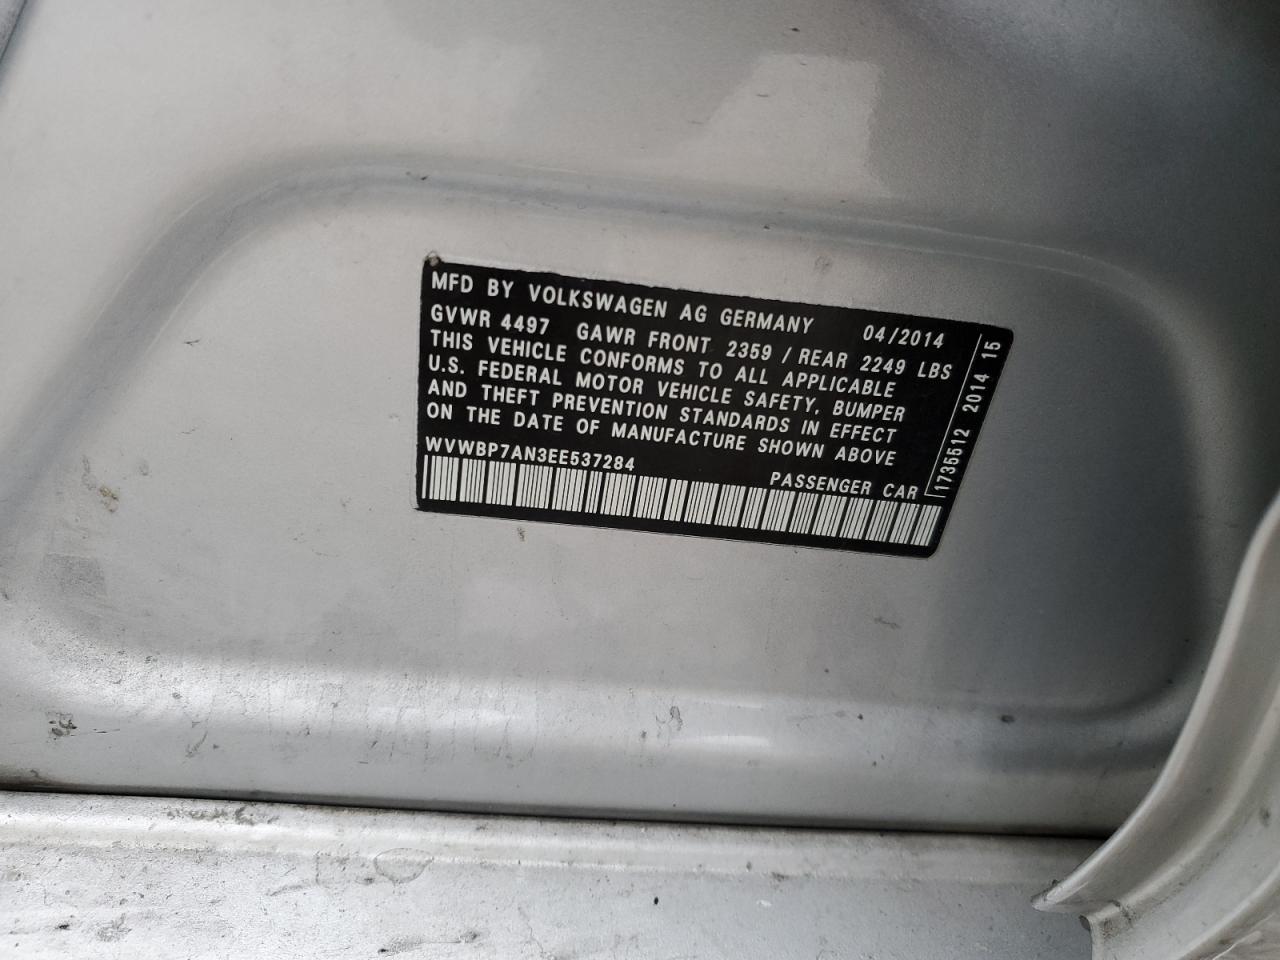 MFD BY VOLKSWAGEN AG GERMANY 04/2014
GVWR 4497 GAWR FRONT 2359 / REAR 2249 LBS
THIS VEHICLE CONFORMS TO ALL APPLICABLE
U.S. FEDERAL MOTOR VEHICLE SAFETY, BUMPER
AND THEFT PREVENTION STANDARDS IN EFFECT
ON THE DATE OF MANUFACTURE SHOWN ABOVE
WVWBP7AN3EE537284
PASSENGER CAR
1735512 2014 15